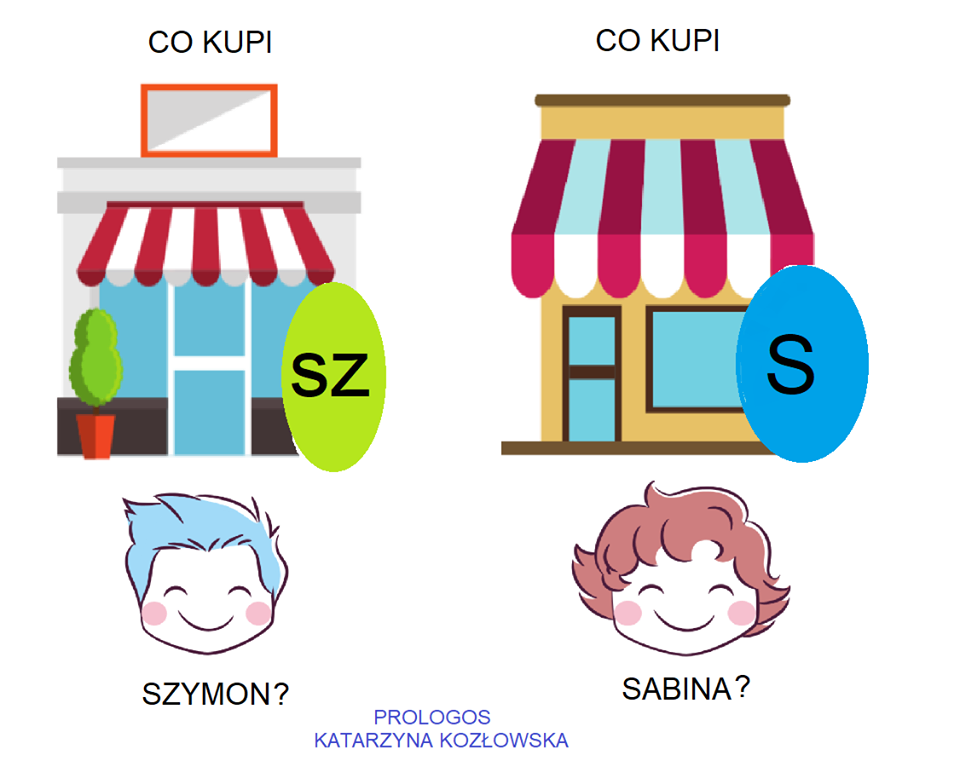 CO KUPI
CO KUPI
SZ
S
SZYMON?
SABINA?
PROLOGOS
KATARZYNA KOZŁOWSKA